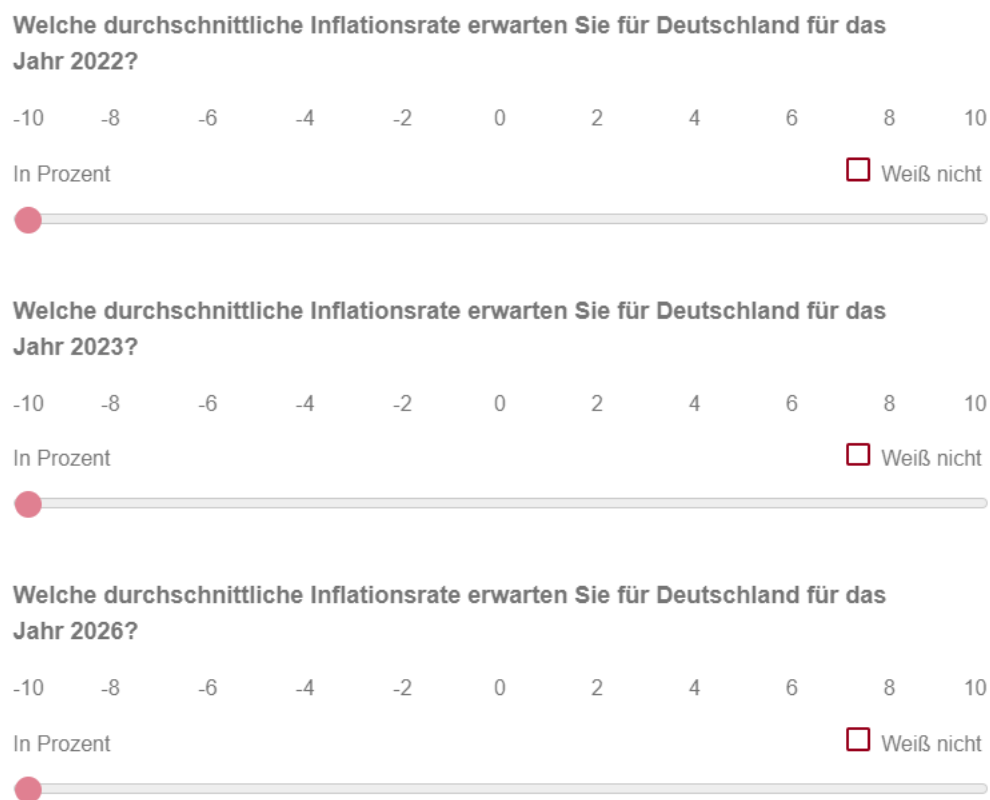 Welche durchschnittliche Inflationsrate erwarten Sie für Deutschland für das
Jahr 2022?
-10 -8 -6 -4 -2 0 2 4 6 8 10
In Prozent Weiß nicht
Welche durchschnittliche Inflationsrate erwarten Sie für Deutschland für das
Jahr 2023?
-10 -8 -6 -4 -2 0 2 4 6 8 10
In Prozent Weiß nicht
Welche durchschnittliche Inflationsrate erwarten Sie für Deutschland für das
Jahr 2026?
-10 -8 -6 -4 -2 0 2 4 6 8 10
In Prozent Weiß nicht